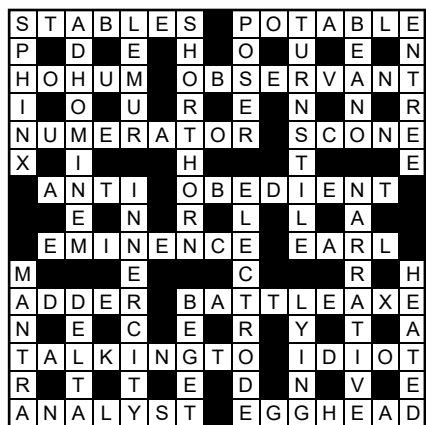 STABLES POTABLE
P D E H O U E N
HOHUM OBSERVANT
I O U R E N N R
NUMERATOR SCONE
X I H T E
ANTI OBEDIENT
E N R L L A
EMINENCE EARL
M E C R H
ADDER BATTLEAXE
N E C E R Y T A
TALKINGTO IDIOT
R T T E D N V E
ANALYST EGGHEAD